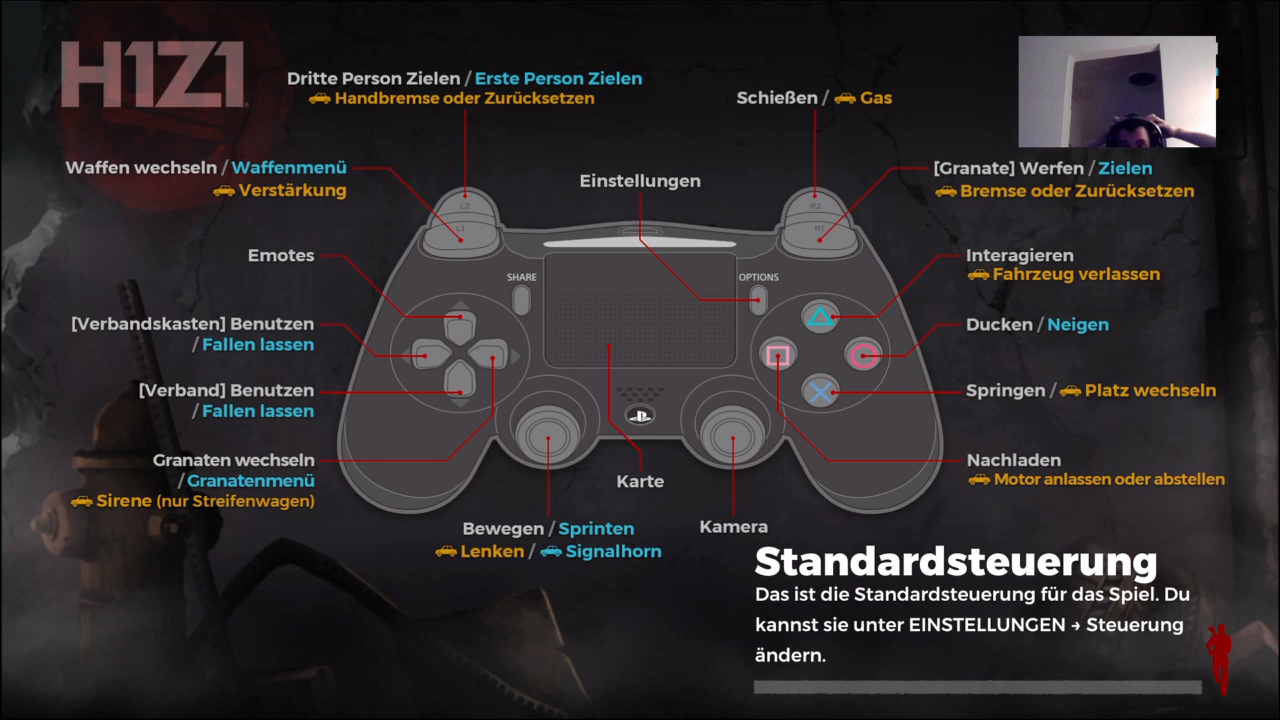 H1Z1
Dritte Person Zielen / Erste Person Zielen
Handbremse oder Zurücksetzen
Schießen / Gas
Waffen wechseln / Waffenmenü
Verstärkung
Einstellungen
[Granate] Werfen / Zielen
Bremse oder Zurücksetzen
L2
R2
L1
R1
Emotes
Interagieren
Fahrzeug verlassen
SHARE
OPTIONS
[Verbandskasten] Benutzen
/ Fallen lassen
Ducken / Neigen
[Verband] Benutzen
/ Fallen lassen
Springen / Platz wechseln
Granaten wechseln
/ Granatenmenü
Sirene (nur Streifenwagen)
Nachladen
Motor anlassen oder abstellen
Karte
Bewegen / Sprinten
Lenken / Signalhorn
Kamera
Standardsteuerung
Das ist die Standardsteuerung für das Spiel. Du
kannst sie unter EINSTELLUNGEN → Steuerung
ändern.